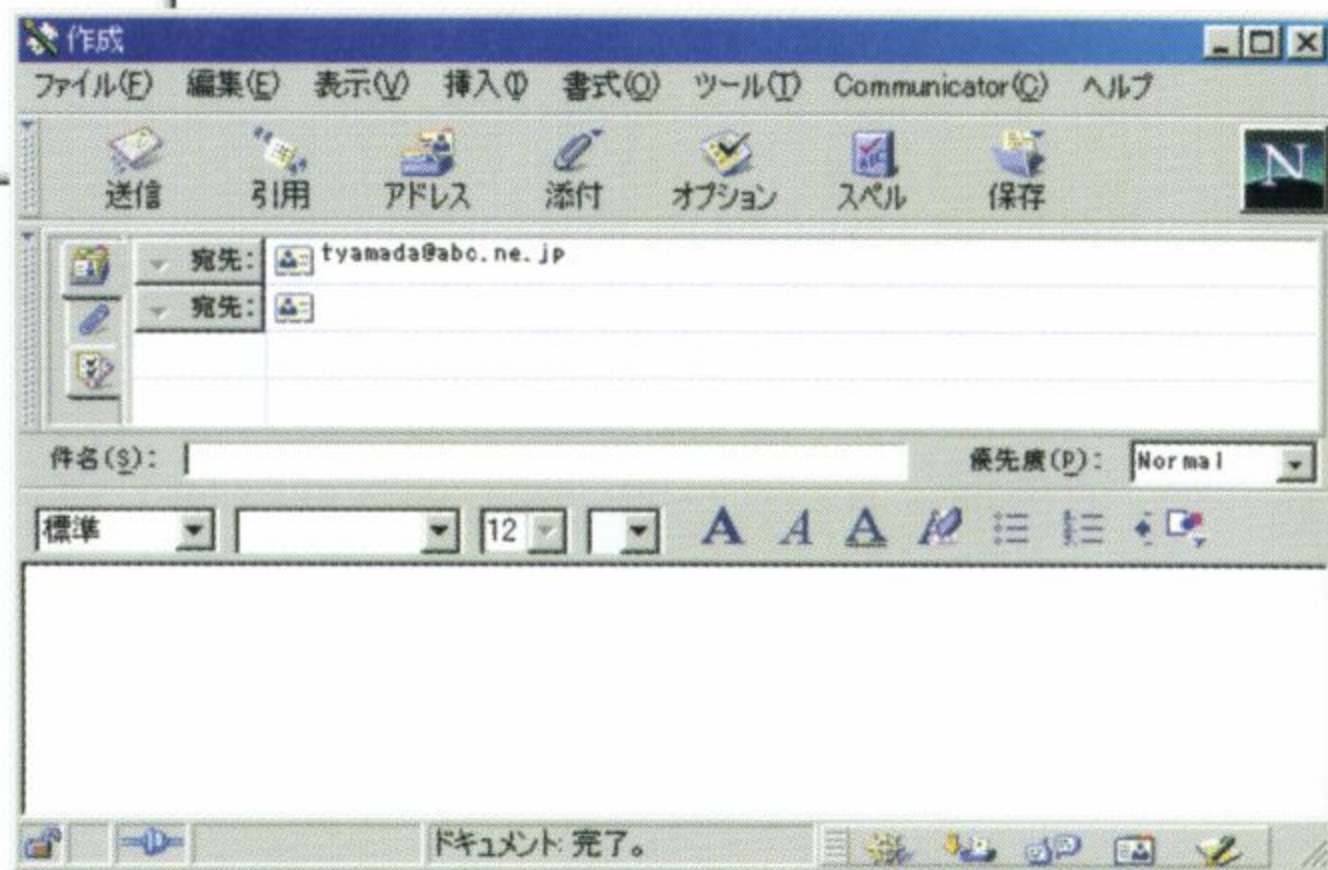 作成
ファイル(F) 編集(E) 表示(V) 挿入(I) 書式(O) ツール(T) Communicator(C) ヘルプ
送信 引用 アドレス 添付 オプション スペル 保存
N
宛先: tyamada@abc.ne.jp
宛先:
件名(S): 優先度(P): Normal
標準 12 A A A
ドキュメント: 完了。